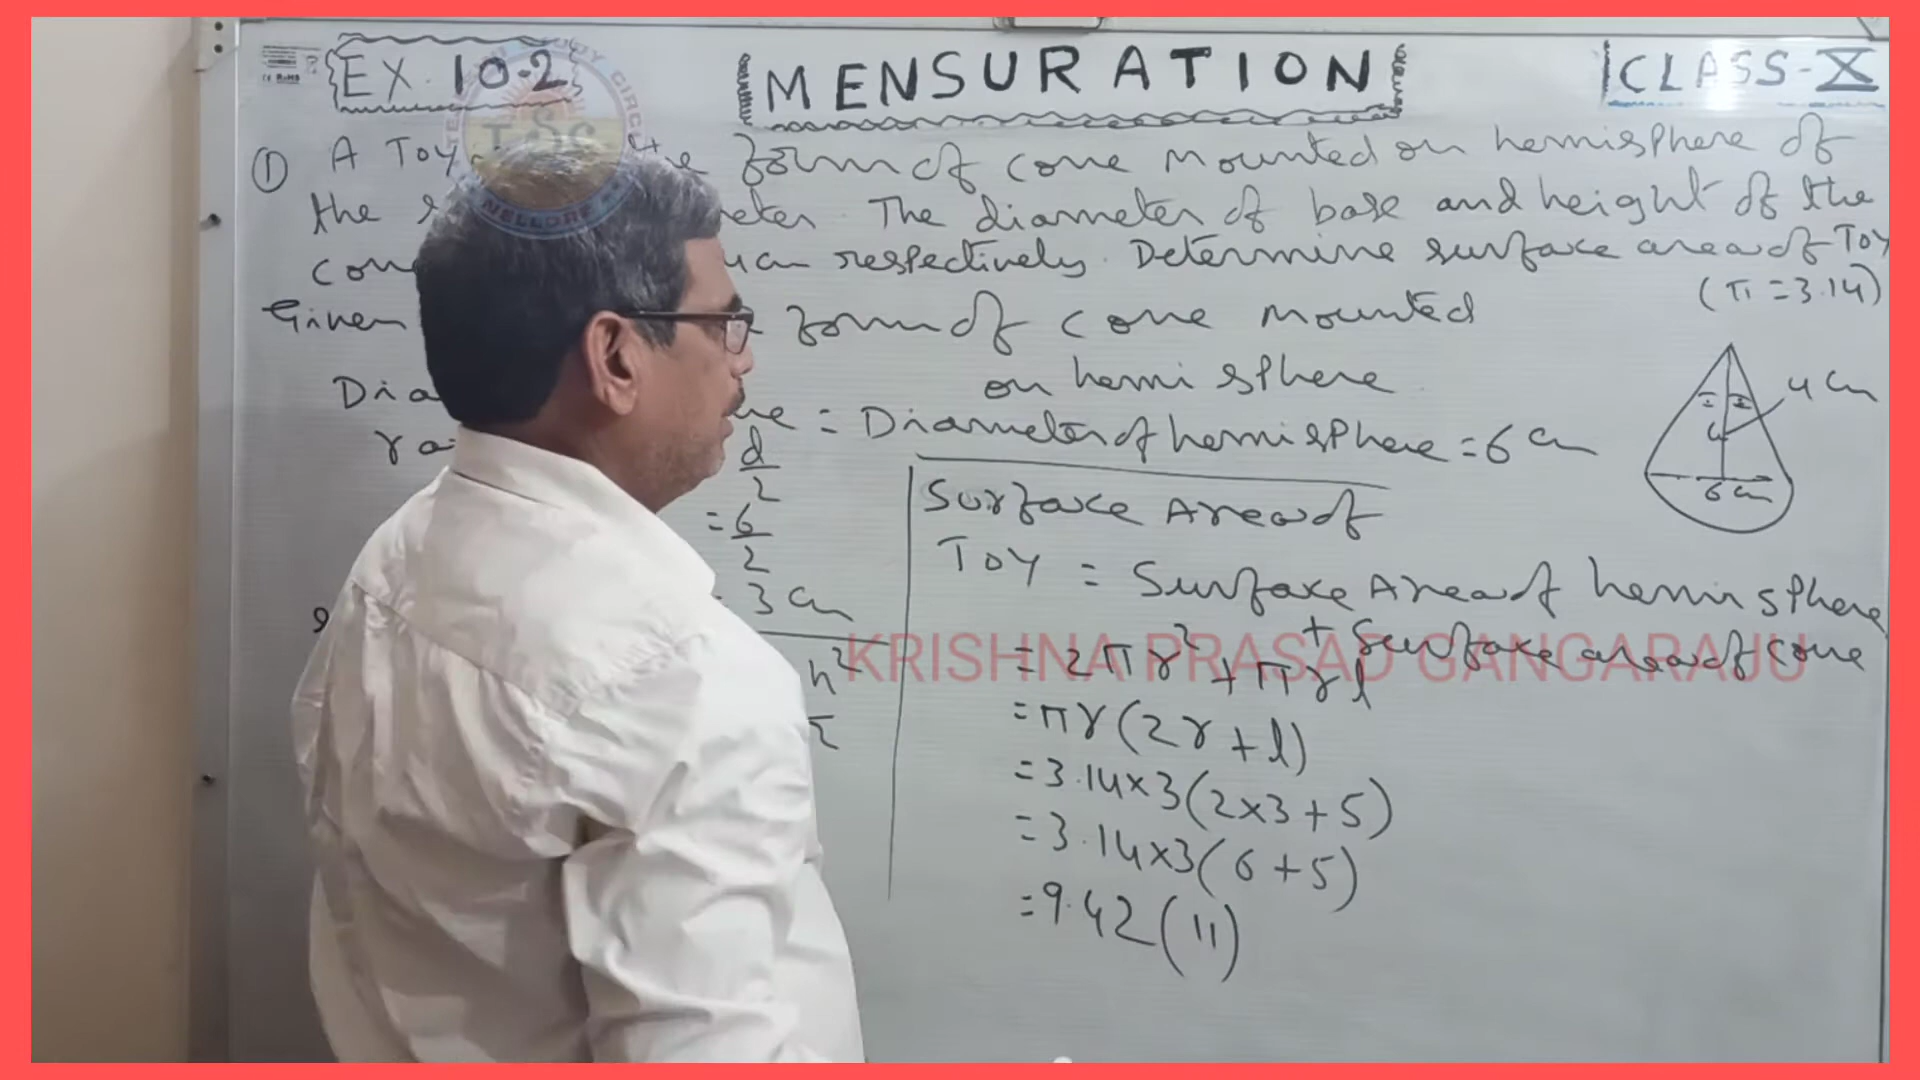 EX. 10.2
MENSURATION
CLASS-X
① A TOY the form of cone mounted on hemisphere of
the The diameter of base and height of the
4cm respectively. Determine surface area of TOY
(π = 3.14)
Given form of cone mounted
on hemi sphere
4 cm
= Diameter of hemisphere = 6 cm
d/2
= 6/2
3 cm
h²
6 cm
Surface Area of
TOY = Surface Area of hemisphere
+ Surface area of cone
= 2πr² + πrl
= πr(2r + l)
= 3.14×3(2×3+5)
= 3.14×3(6+5)
= 9.42(11)
KRISHNA PRASAD GANGARAJU
NELLORE